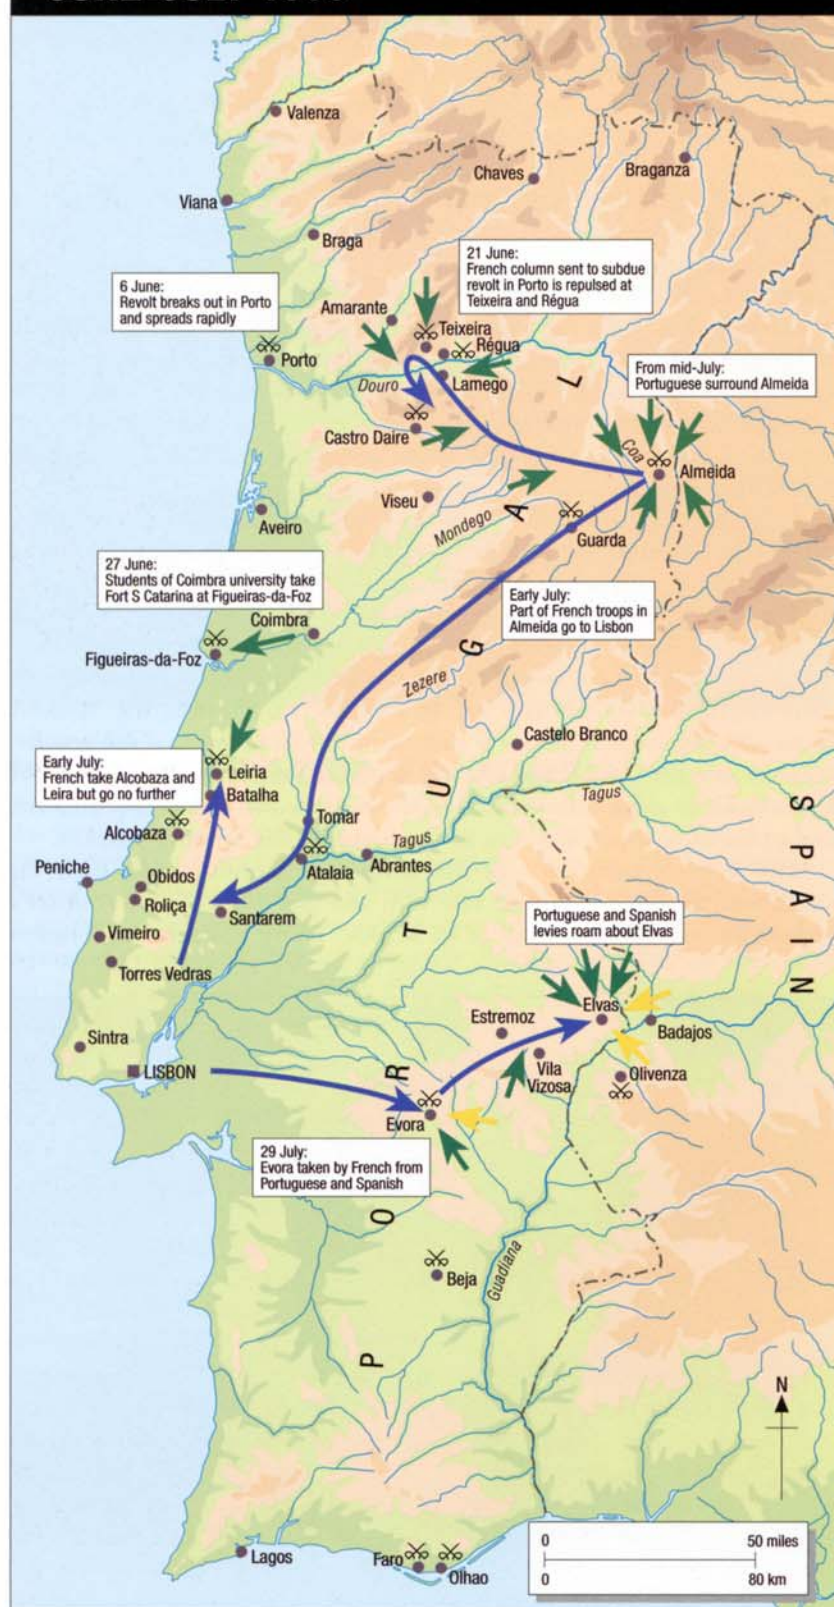 Valenza
Chaves
Braganza
Viana
Braga
21 June:
French column sent to subdue
revolt in Porto is repulsed at
Teixeira and Régua
6 June:
Revolt breaks out in Porto
and spreads rapidly
Amarante
Teixeira
Régua
Porto
Douro
Lamego
L
From mid-July:
Portuguese surround Almeida
Castro Daire
Coa
Almeida
Viseu
Aveiro
Mondego
A
Guarda
27 June:
Students of Coimbra university take
Fort S Catarina at Figueiras-da-Foz
Early July:
Part of French troops in
Almeida go to Lisbon
Coimbra
Figueiras-da-Foz
G
Zezere
Castelo Branco
Early July:
French take Alcobaza and
Leira but go no further
Leiria
Batalha
U
Tagus
SPAIN
Alcobaza
Tomar
Tagus
Atalaia
Abrantes
Peniche
Obidos
Roliça
Santarem
Portuguese and Spanish
levies roam about Elvas
Vimeiro
T
Torres Vedras
Elvas
Sintra
Estremoz
Badajos
LISBON
R
Vila
Vizosa
Olivenza
Evora
29 July:
Evora taken by French from
Portuguese and Spanish
O
Guadiana
Beja
P
N
Lagos
Faro
Olhao
0 50 miles
0 80 km